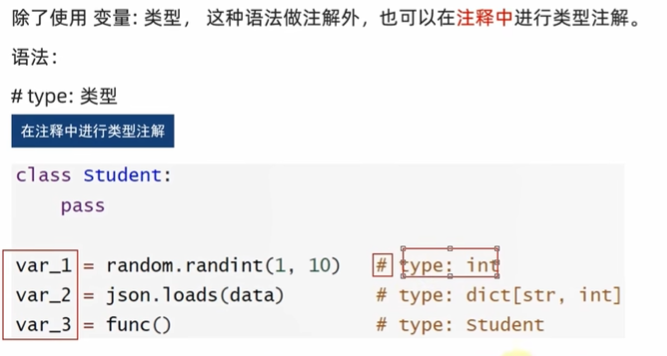 除了使用 变量: 类型， 这种语法做注解外，也可以在注释中进行类型注解。
语法：
# type: 类型
在注释中进行类型注解
class Student:
    pass
var_1 = random.randint(1, 10)   # type: int
var_2 = json.loads(data)        # type: dict[str, int]
var_3 = func()                  # type: Student